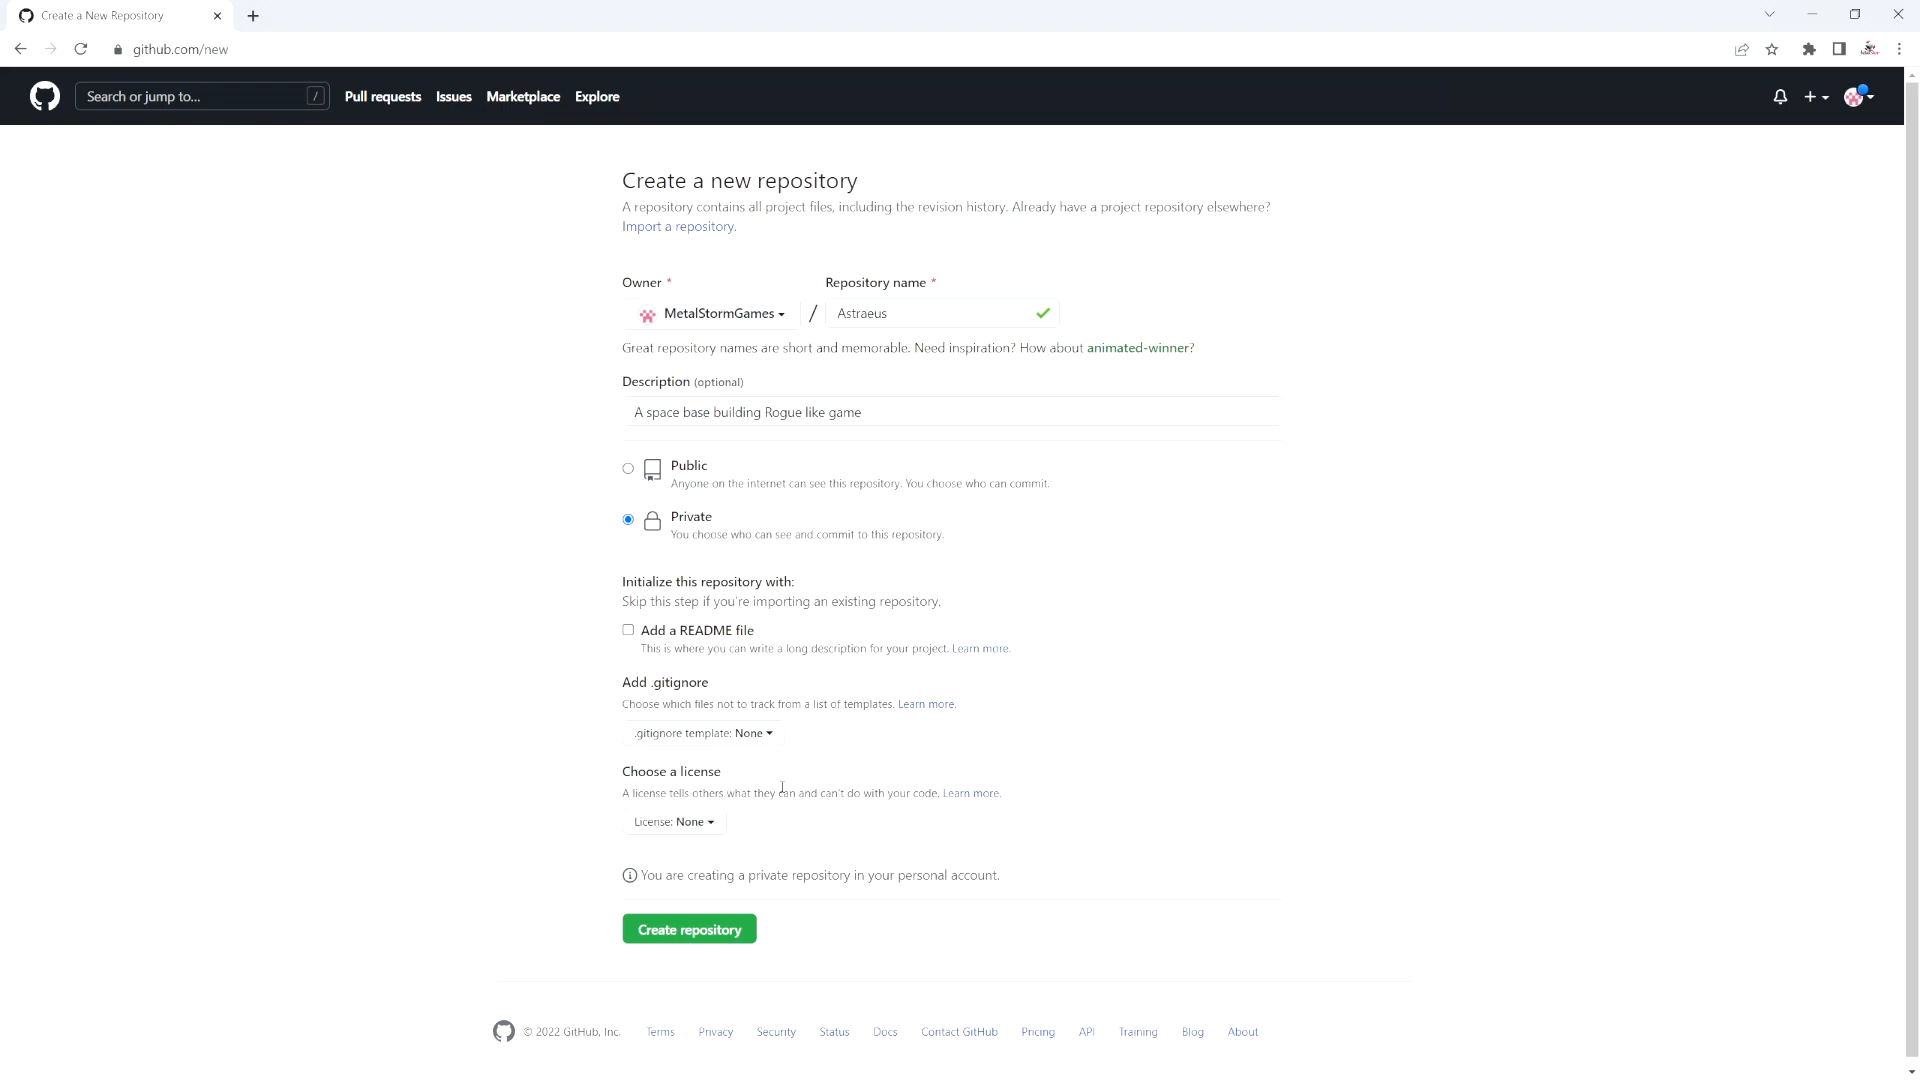 Create a New Repository
github.com/new
Search or jump to... /
Pull requests Issues Marketplace Explore
Create a new repository
A repository contains all project files, including the revision history. Already have a project repository elsewhere?
Import a repository.
Owner * Repository name *
MetalStormGames / Astraeus
Great repository names are short and memorable. Need inspiration? How about animated-winner?
Description (optional)
A space base building Rogue like game
Public
Anyone on the internet can see this repository. You choose who can commit.
Private
You choose who can see and commit to this repository.
Initialize this repository with:
Skip this step if you're importing an existing repository.
Add a README file
This is where you can write a long description for your project. Learn more.
Add .gitignore
Choose which files not to track from a list of templates. Learn more.
.gitignore template: None
Choose a license
A license tells others what they can and can't do with your code. Learn more.
License: None
You are creating a private repository in your personal account.
Create repository
© 2022 GitHub, Inc. Terms Privacy Security Status Docs Contact GitHub Pricing API Training Blog About